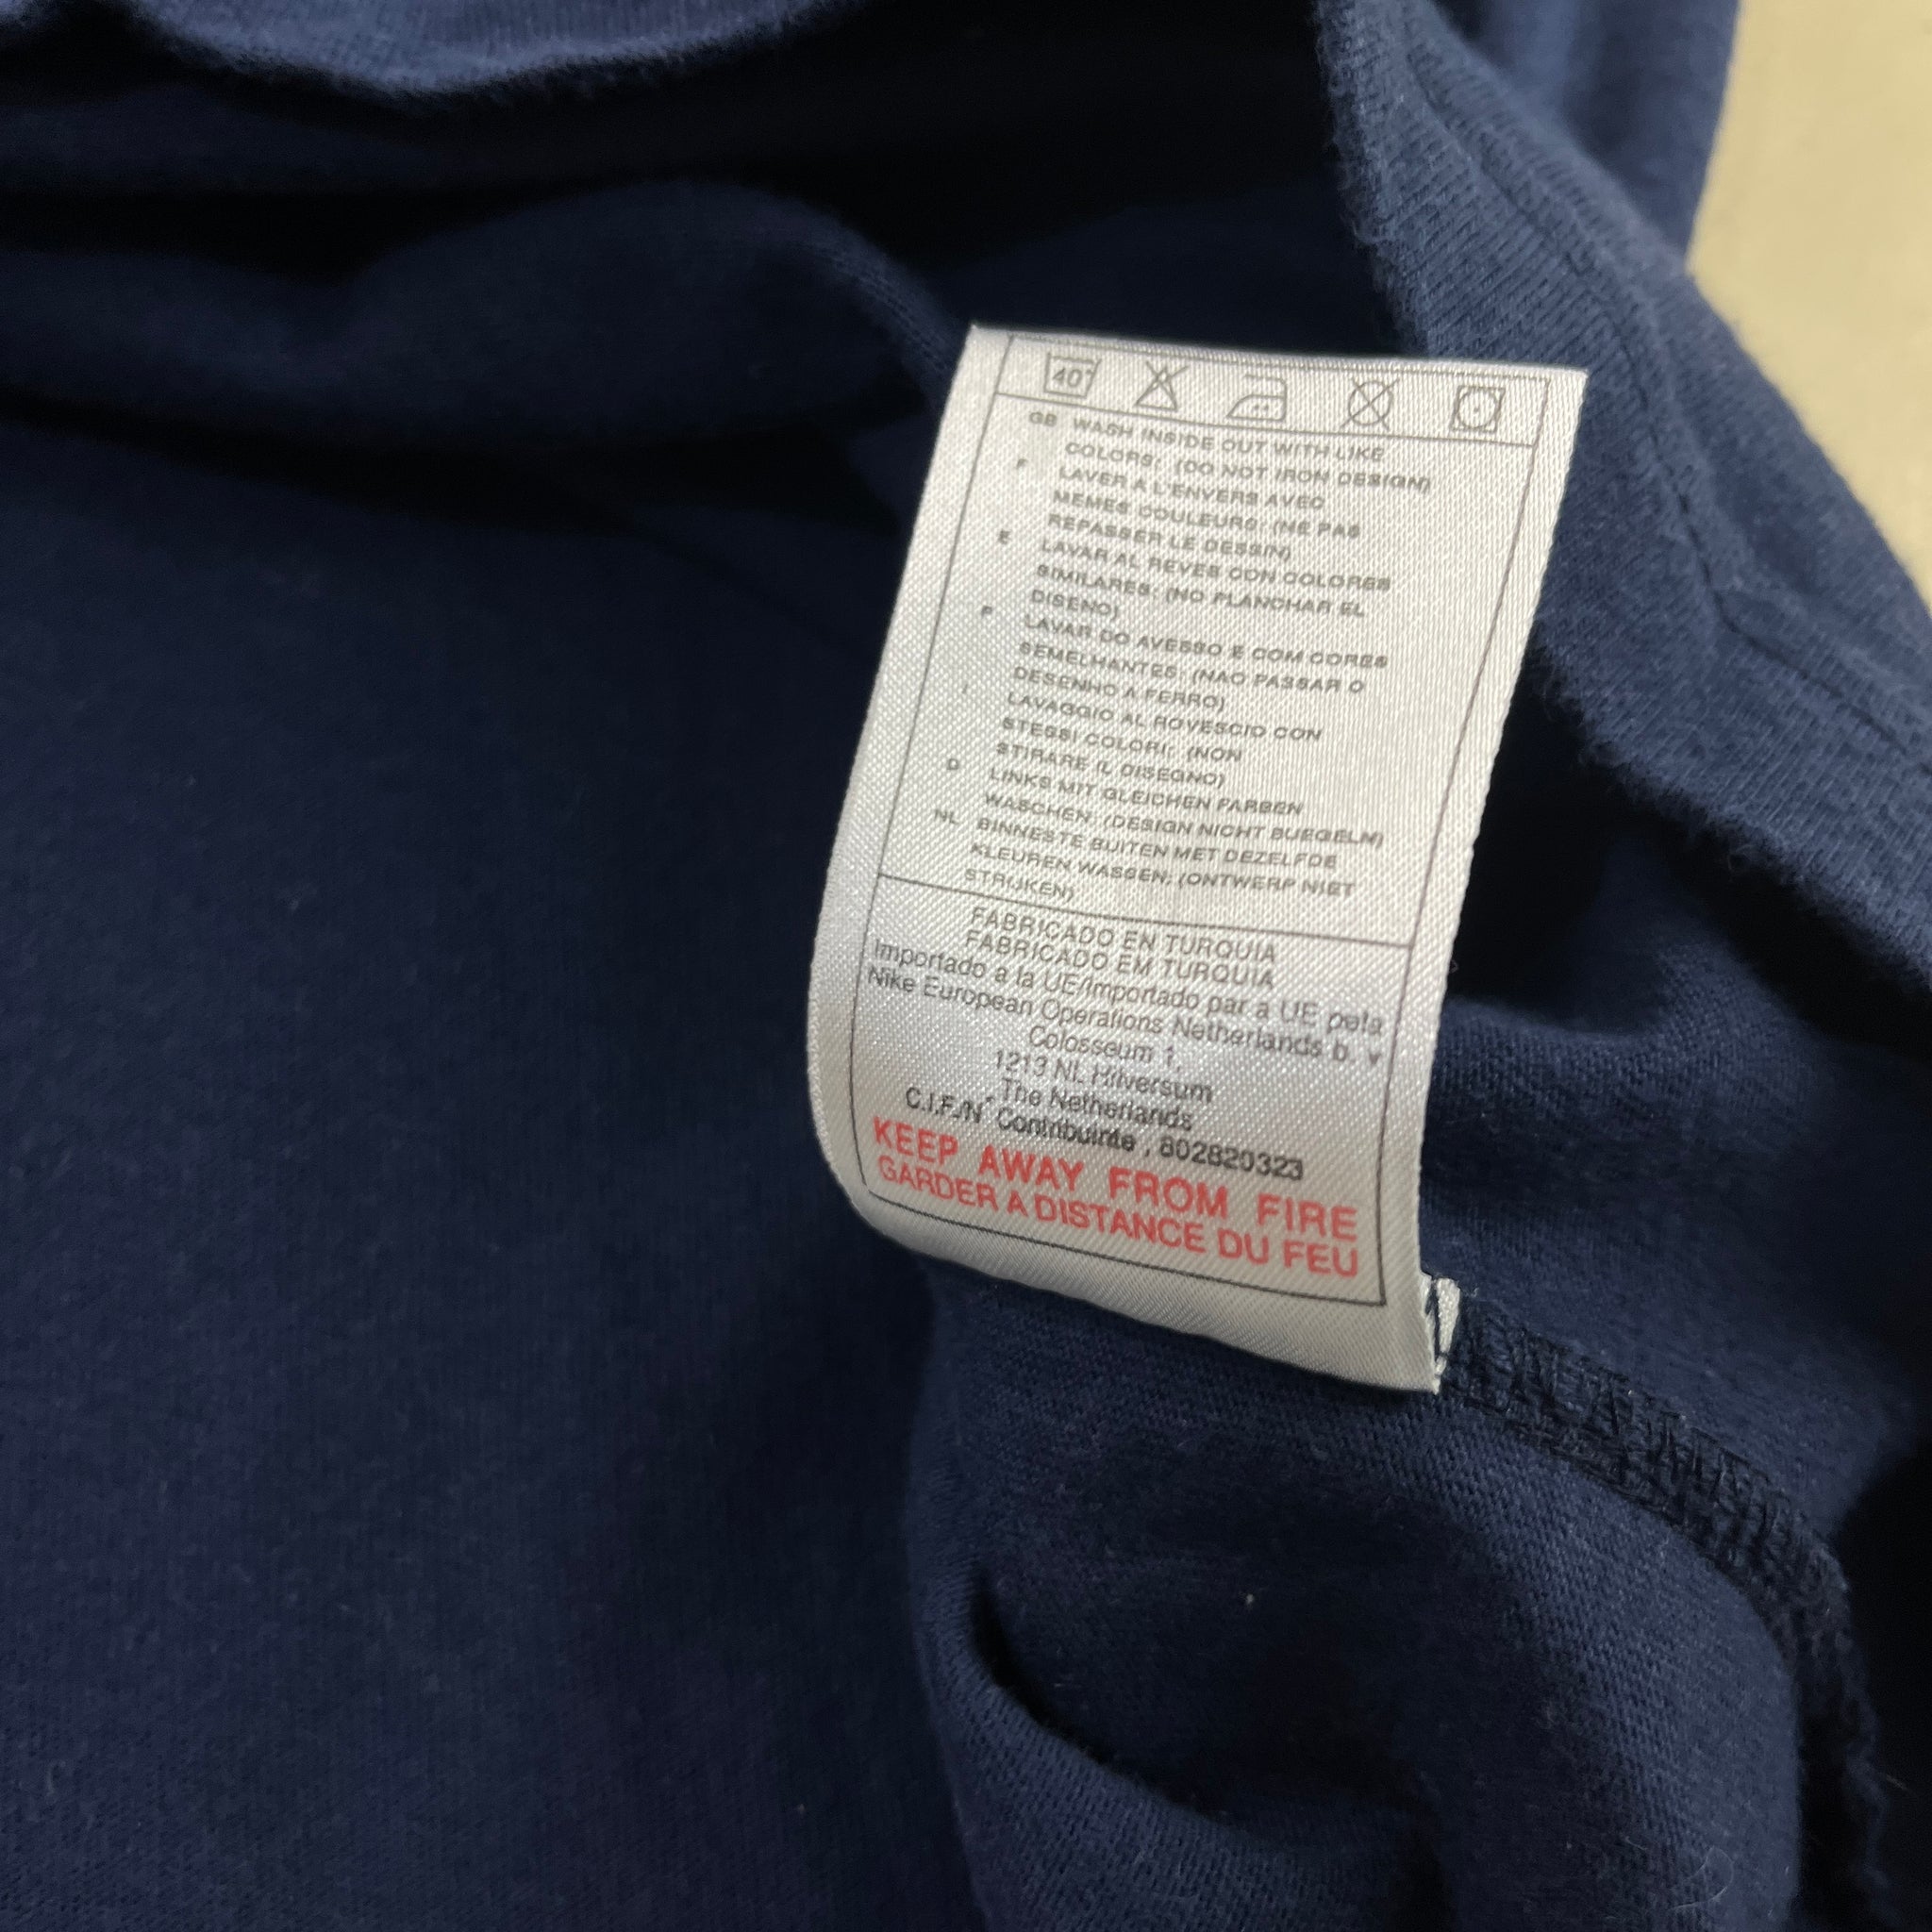 40°
GB WASH INSIDE OUT WITH LIKE
COLORS; (DO NOT IRON DESIGN)
F LAVER A L'ENVERS AVEC
MEMES COULEURS; (NE PAS
REPASSER LE DESSIN)
E LAVAR AL REVES CON COLORES
SIMILARES; (NO PLANCHAR EL
DISENO)
P LAVAR DO AVESSO E COM CORES
SEMELHANTES; (NAO PASSAR O
DESENHO A FERRO)
I LAVAGGIO AL ROVESCIO CON
STESSI COLORI; (NON
STIRARE IL DISEGNO)
D LINKS MIT GLEICHEN FARBEN
WASCHEN; (DESIGN NICHT BUEGELN)
NL BINNESTE BUITEN MET DEZELFDE
KLEUREN WASSEN; (ONTWERP NIET
STRIJKEN)
FABRICADO EN TURQUIA
FABRICADO EM TURQUIA
Importado a la UE/Importado par a UE pela
Nike European Operations Netherlands b. v
Colosseum 1,
1213 NL Hilversum
The Netherlands
C.I.F./N° Contribuinte , 802820323
KEEP AWAY FROM FIRE
GARDER A DISTANCE DU FEU